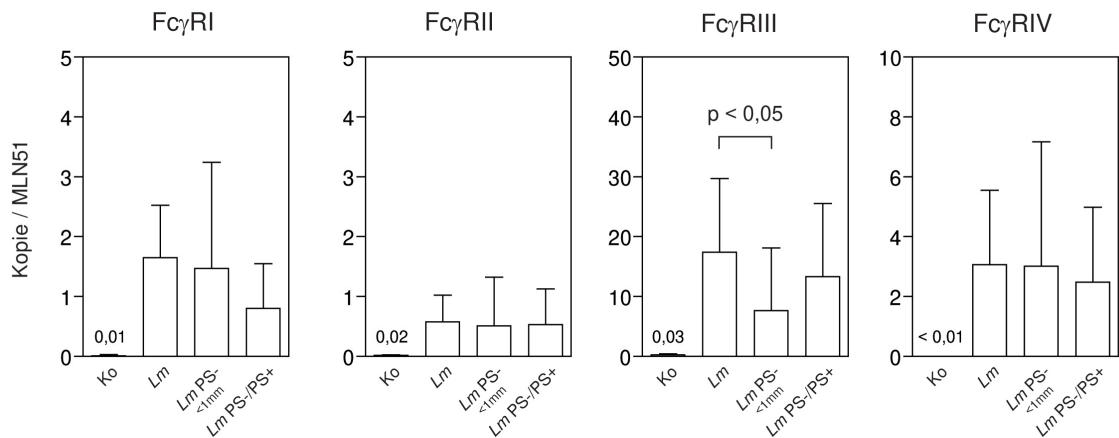 FcγRI
FcγRII
FcγRIII
FcγRIV
Kopie / MLN51
5
4
3
2
1
0
0,01
Ko
Lm
Lm PS-
<1mm
Lm PS-/PS+
5
4
3
2
1
0
0,02
Ko
Lm
Lm PS-
<1mm
Lm PS-/PS+
50
40
30
20
10
0
p < 0,05
0,03
Ko
Lm
Lm PS-
<1mm
Lm PS-/PS+
10
8
6
4
2
0
< 0,01
Ko
Lm
Lm PS-
<1mm
Lm PS-/PS+